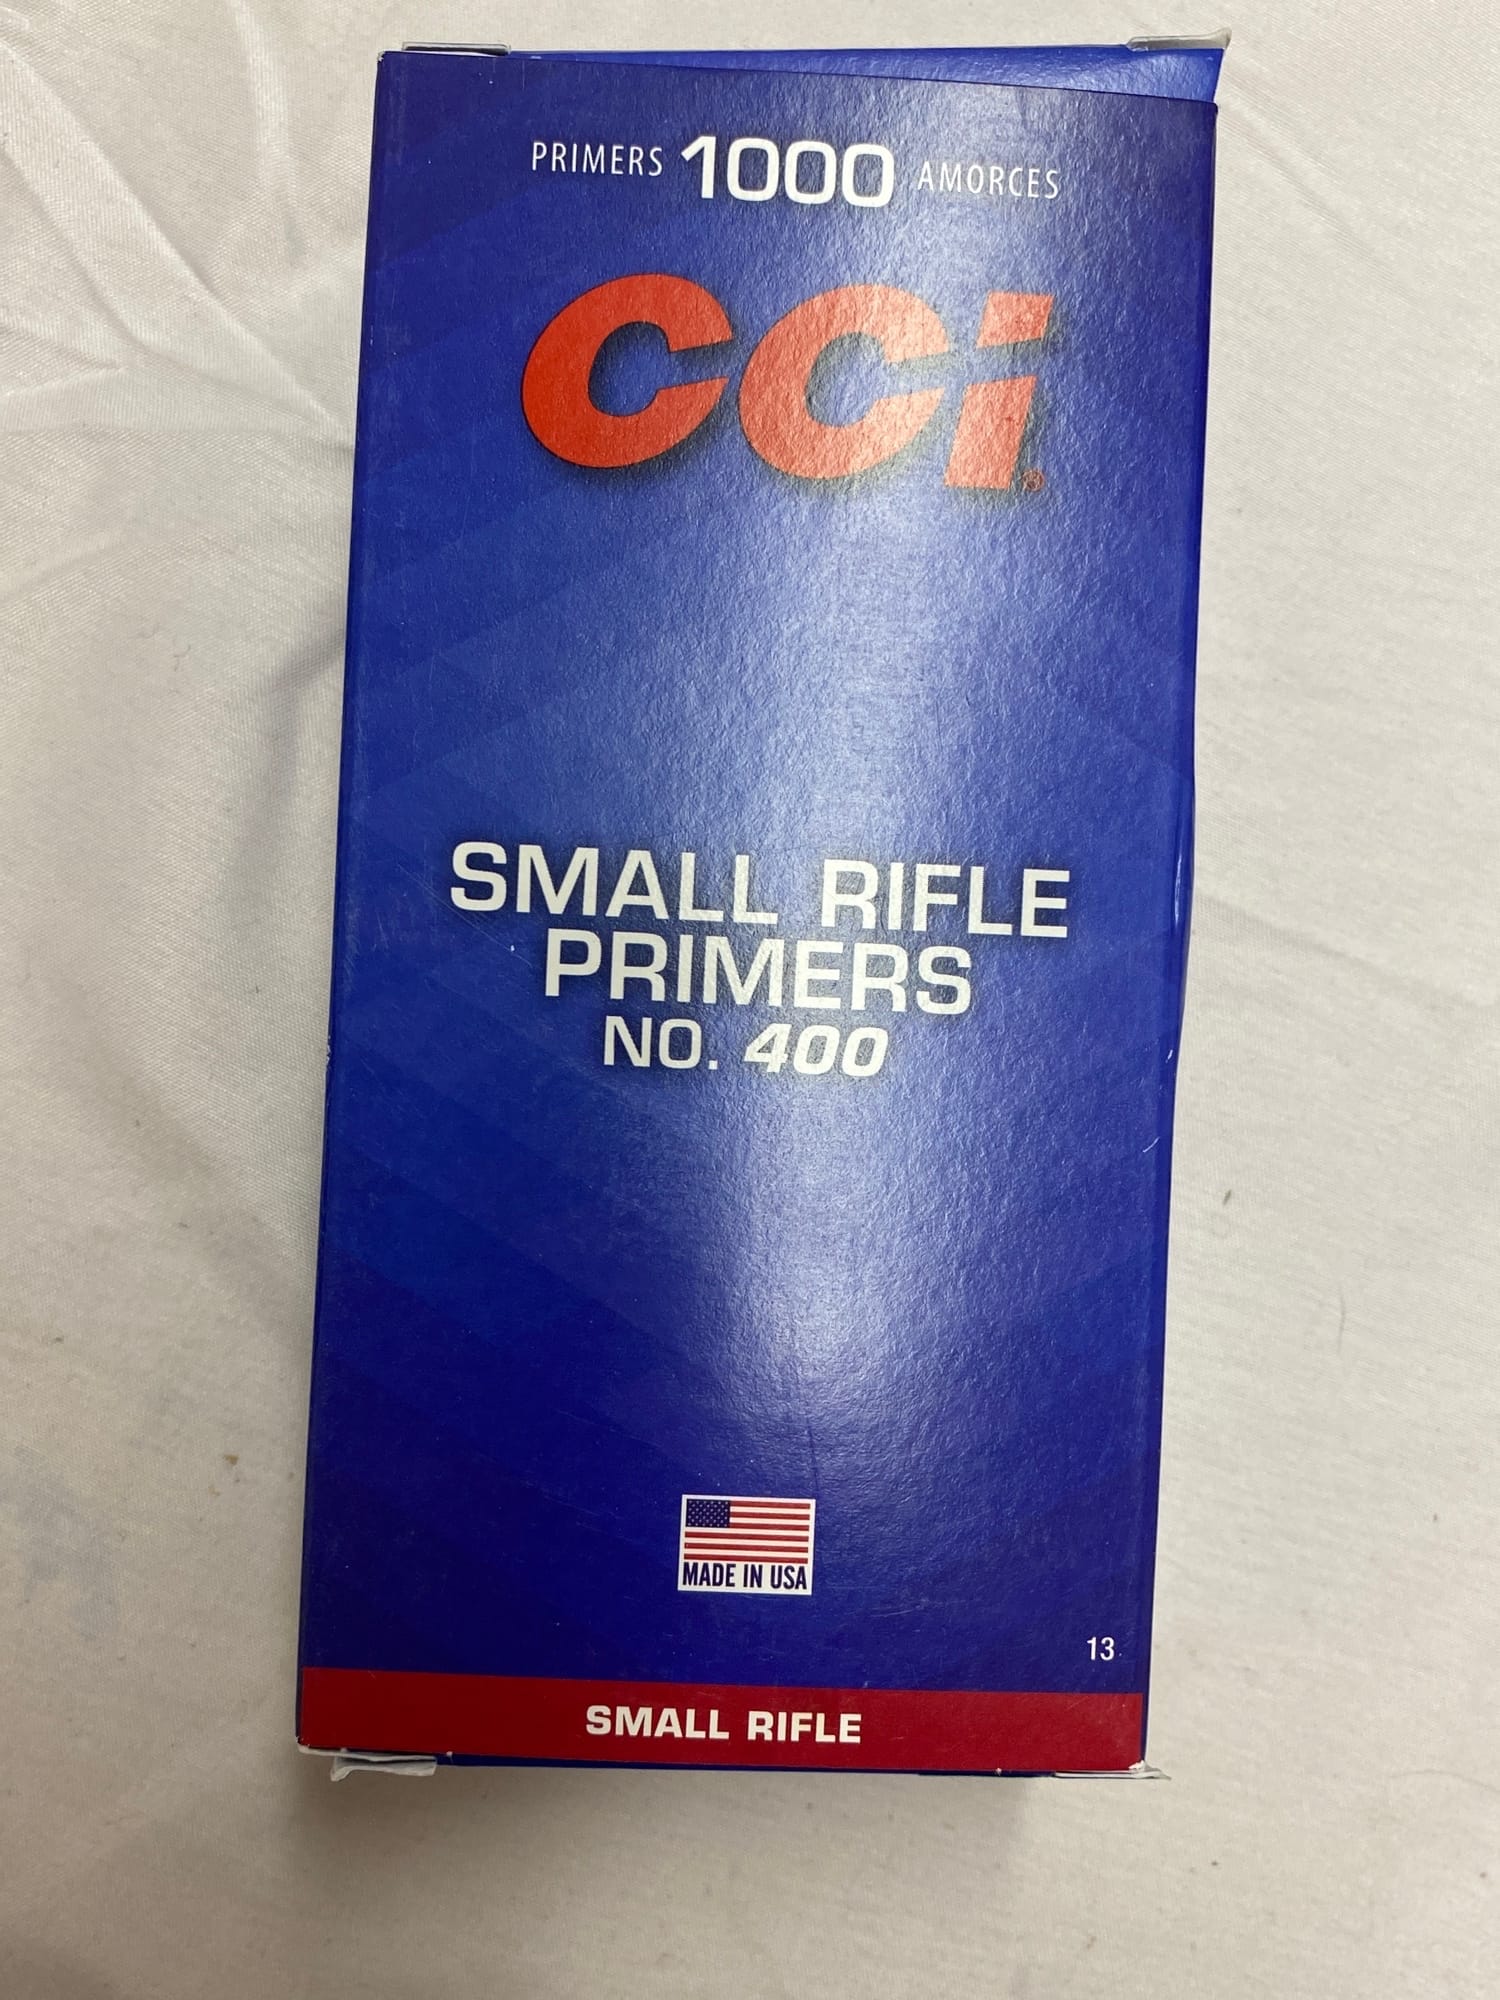 PRIMERS 1000 AMORCES
CCI®
SMALL RIFLE
PRIMERS
NO. 400
MADE IN USA
13
SMALL RIFLE